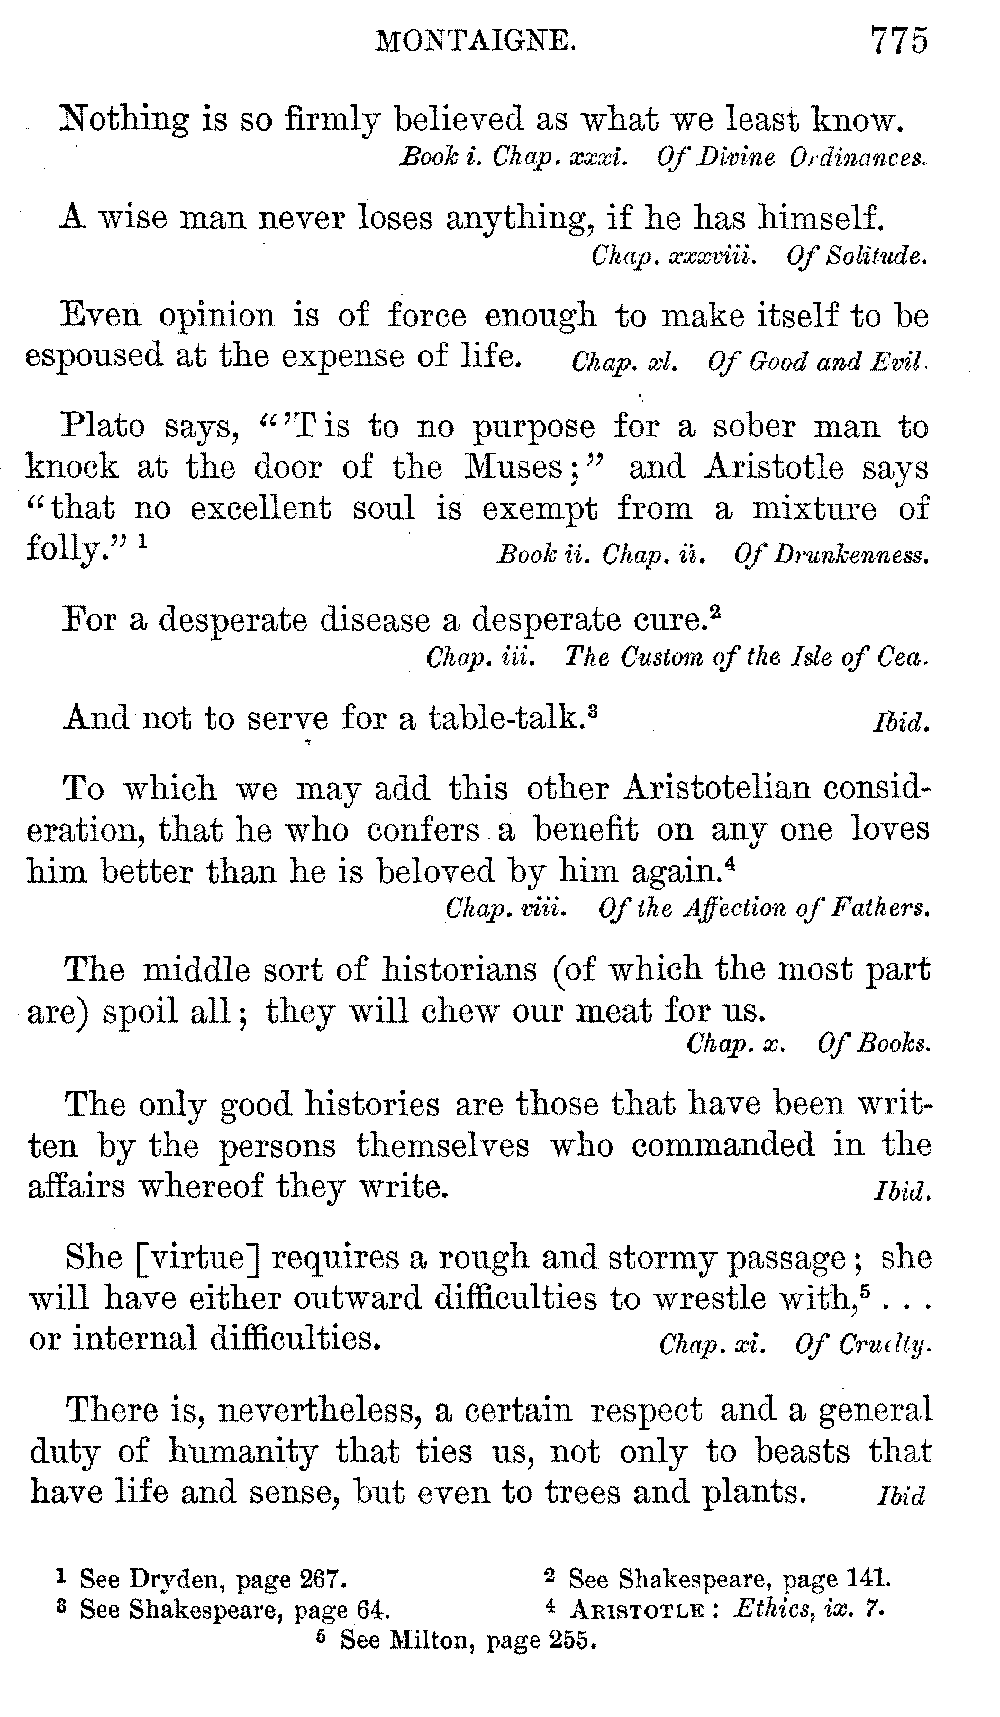 MONTAIGNE. 775
Nothing is so firmly believed as what we least know.
Book i. Chap. xxxi. Of Divine Ordinances.
A wise man never loses anything, if he has himself.
Chap. xxxviii. Of Solitude.
Even opinion is of force enough to make itself to be
espoused at the expense of life. Chap. xl. Of Good and Evil.
Plato says, “’T is to no purpose for a sober man to
knock at the door of the Muses;” and Aristotle says
“that no excellent soul is exempt from a mixture of
folly.” ¹ Book ii. Chap. ii. Of Drunkenness.
For a desperate disease a desperate cure.²
Chap. iii. The Custom of the Isle of Cea.
And not to serve for a table-talk.³ Ibid.
To which we may add this other Aristotelian consid-
eration, that he who confers a benefit on any one loves
him better than he is beloved by him again.⁴
Chap. viii. Of the Affection of Fathers.
The middle sort of historians (of which the most part
are) spoil all; they will chew our meat for us.
Chap. x. Of Books.
The only good histories are those that have been writ-
ten by the persons themselves who commanded in the
affairs whereof they write. Ibid.
She [virtue] requires a rough and stormy passage; she
will have either outward difficulties to wrestle with,⁵ . . .
or internal difficulties. Chap. xi. Of Cruelty.
There is, nevertheless, a certain respect and a general
duty of humanity that ties us, not only to beasts that
have life and sense, but even to trees and plants. Ibid
¹ See Dryden, page 267. ² See Shakespeare, page 141.
³ See Shakespeare, page 64. ⁴ ARISTOTLE: Ethics, ix. 7.
⁵ See Milton, page 255.